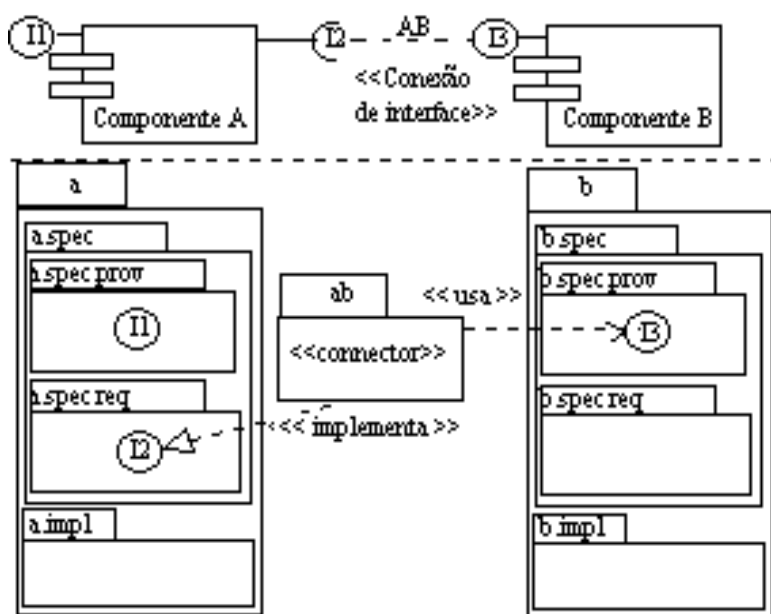 I1
I2
AB
I3
<<Conexão
de interface>>
Componente A
Componente B
a
b
a.spec
b.spec
a.spec.prov
b.spec.prov
I1
ab
<< usa >>
I3
<<connector>>
a.spec.req
b.spec.req
I2
<< implementa >>
a.impl
b.impl